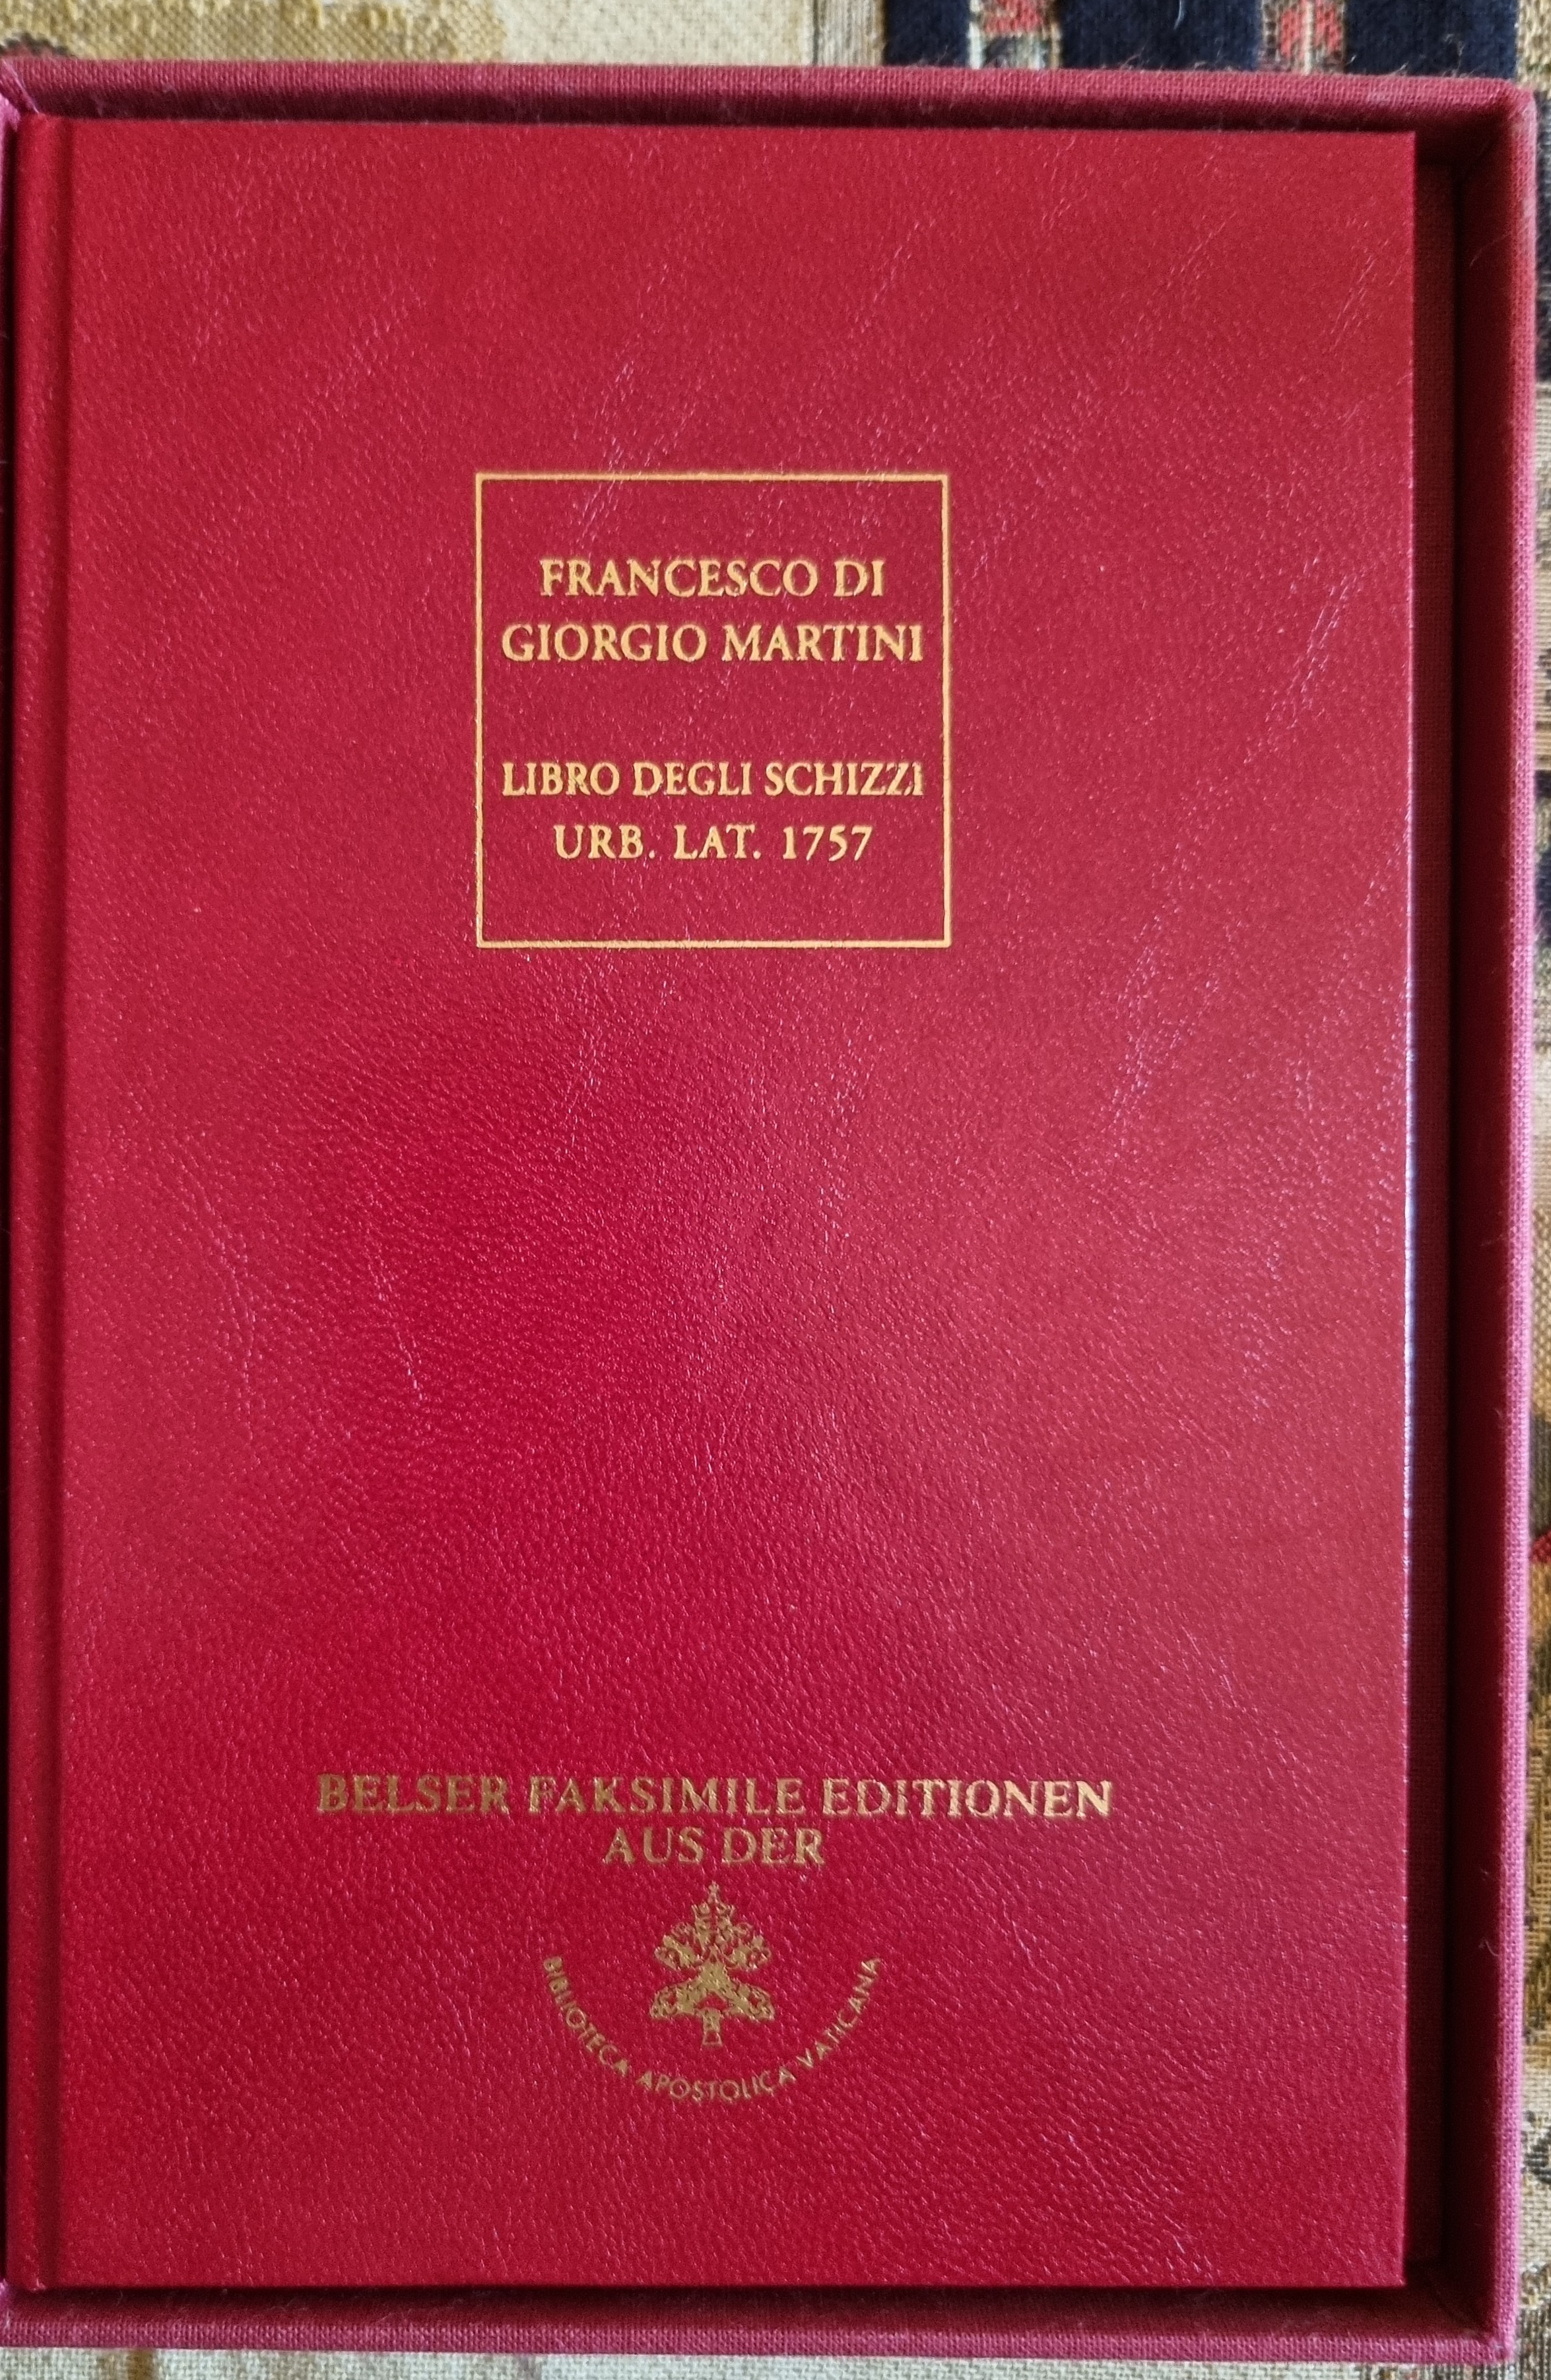 FRANCESCO DI
GIORGIO MARTINI
LIBRO DEGLI SCHIZZI
URB. LAT. 1757
BELSER FAKSIMILE EDITIONEN
AUS DER
BIBLIOTECA APOSTOLICA VATICANA